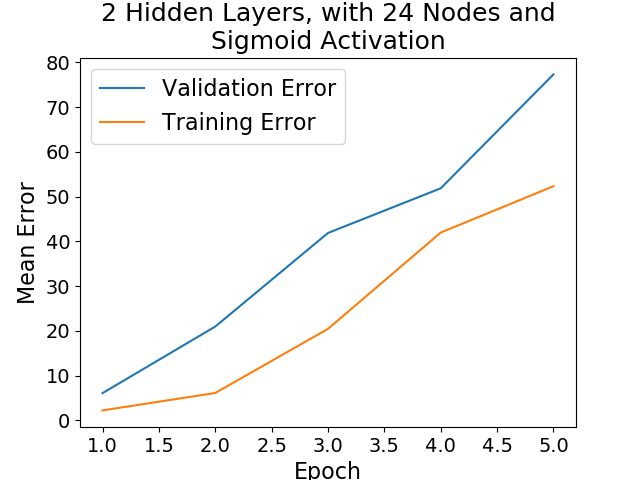 2 Hidden Layers, with 24 Nodes and
Sigmoid Activation
Validation Error
Training Error
Mean Error
80
70
60
50
40
30
20
10
0
1.0 1.5 2.0 2.5 3.0 3.5 4.0 4.5 5.0
Epoch